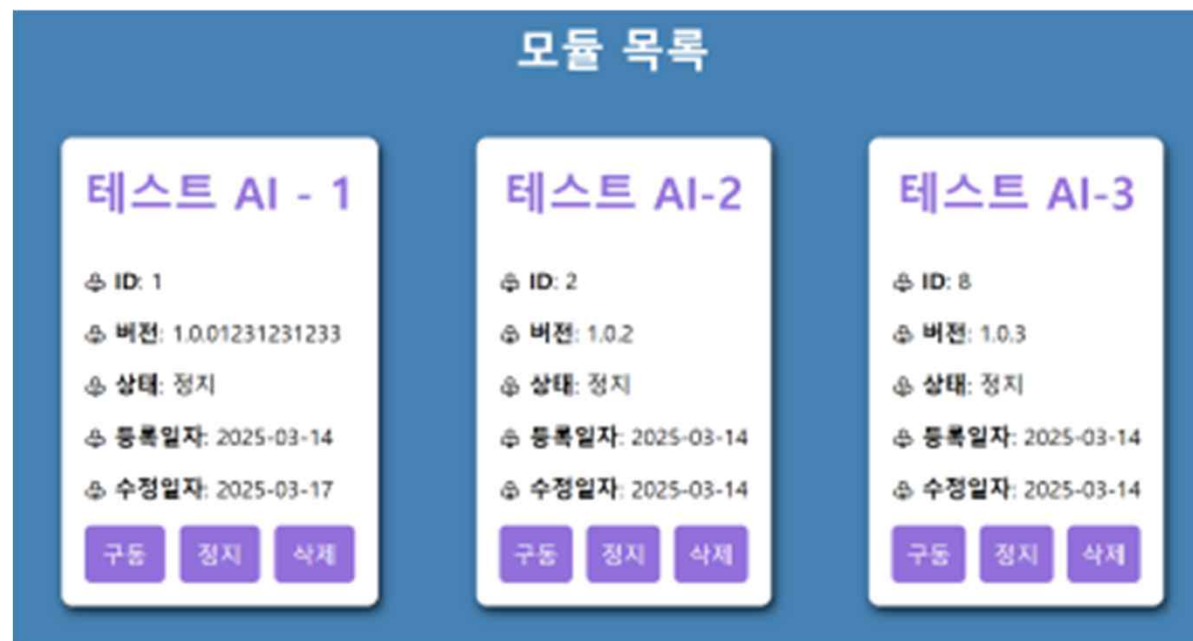 모듈 목록
테스트 AI - 1
ID: 1
버전: 1.0.01231231233
상태: 정지
등록일자: 2025-03-14
수정일자: 2025-03-17
구동 정지 삭제
테스트 AI-2
ID: 2
버전: 1.0.2
상태: 정지
등록일자: 2025-03-14
수정일자: 2025-03-14
구동 정지 삭제
테스트 AI-3
ID: 8
버전: 1.0.3
상태: 정지
등록일자: 2025-03-14
수정일자: 2025-03-14
구동 정지 삭제